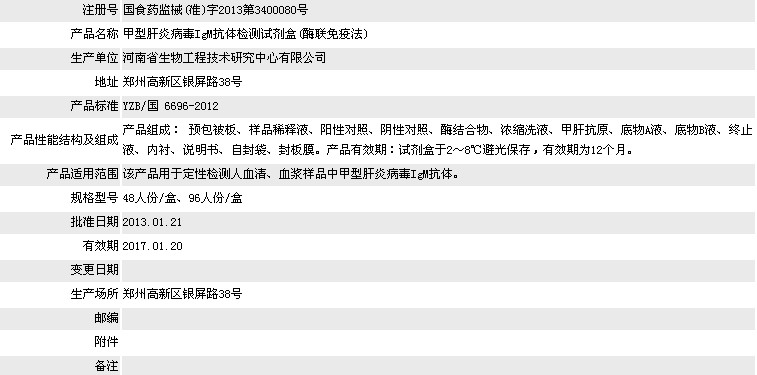 注册号 国食药监械(准)字2013第3400080号
产品名称 甲型肝炎病毒IgM抗体检测试剂盒(酶联免疫法)
生产单位 河南省生物工程技术研究中心有限公司
地址 郑州高新区银屏路38号
产品标准 YZB/国 6696-2012
产品性能结构及组成 产品组成： 预包被板、样品稀释液、阳性对照、阴性对照、酶结合物、浓缩洗液、甲肝抗原、底物A液、底物B液、终止
液、内衬、说明书、自封袋、封板膜。产品有效期：试剂盒于2～8℃避光保存，有效期为12个月。
产品适用范围 该产品用于定性检测人血清、血浆样品中甲型肝炎病毒IgM抗体。
规格型号 48人份/盒、96人份/盒
批准日期 2013.01.21
有效期 2017.01.20
变更日期
生产场所 郑州高新区银屏路38号
邮编
附件
备注